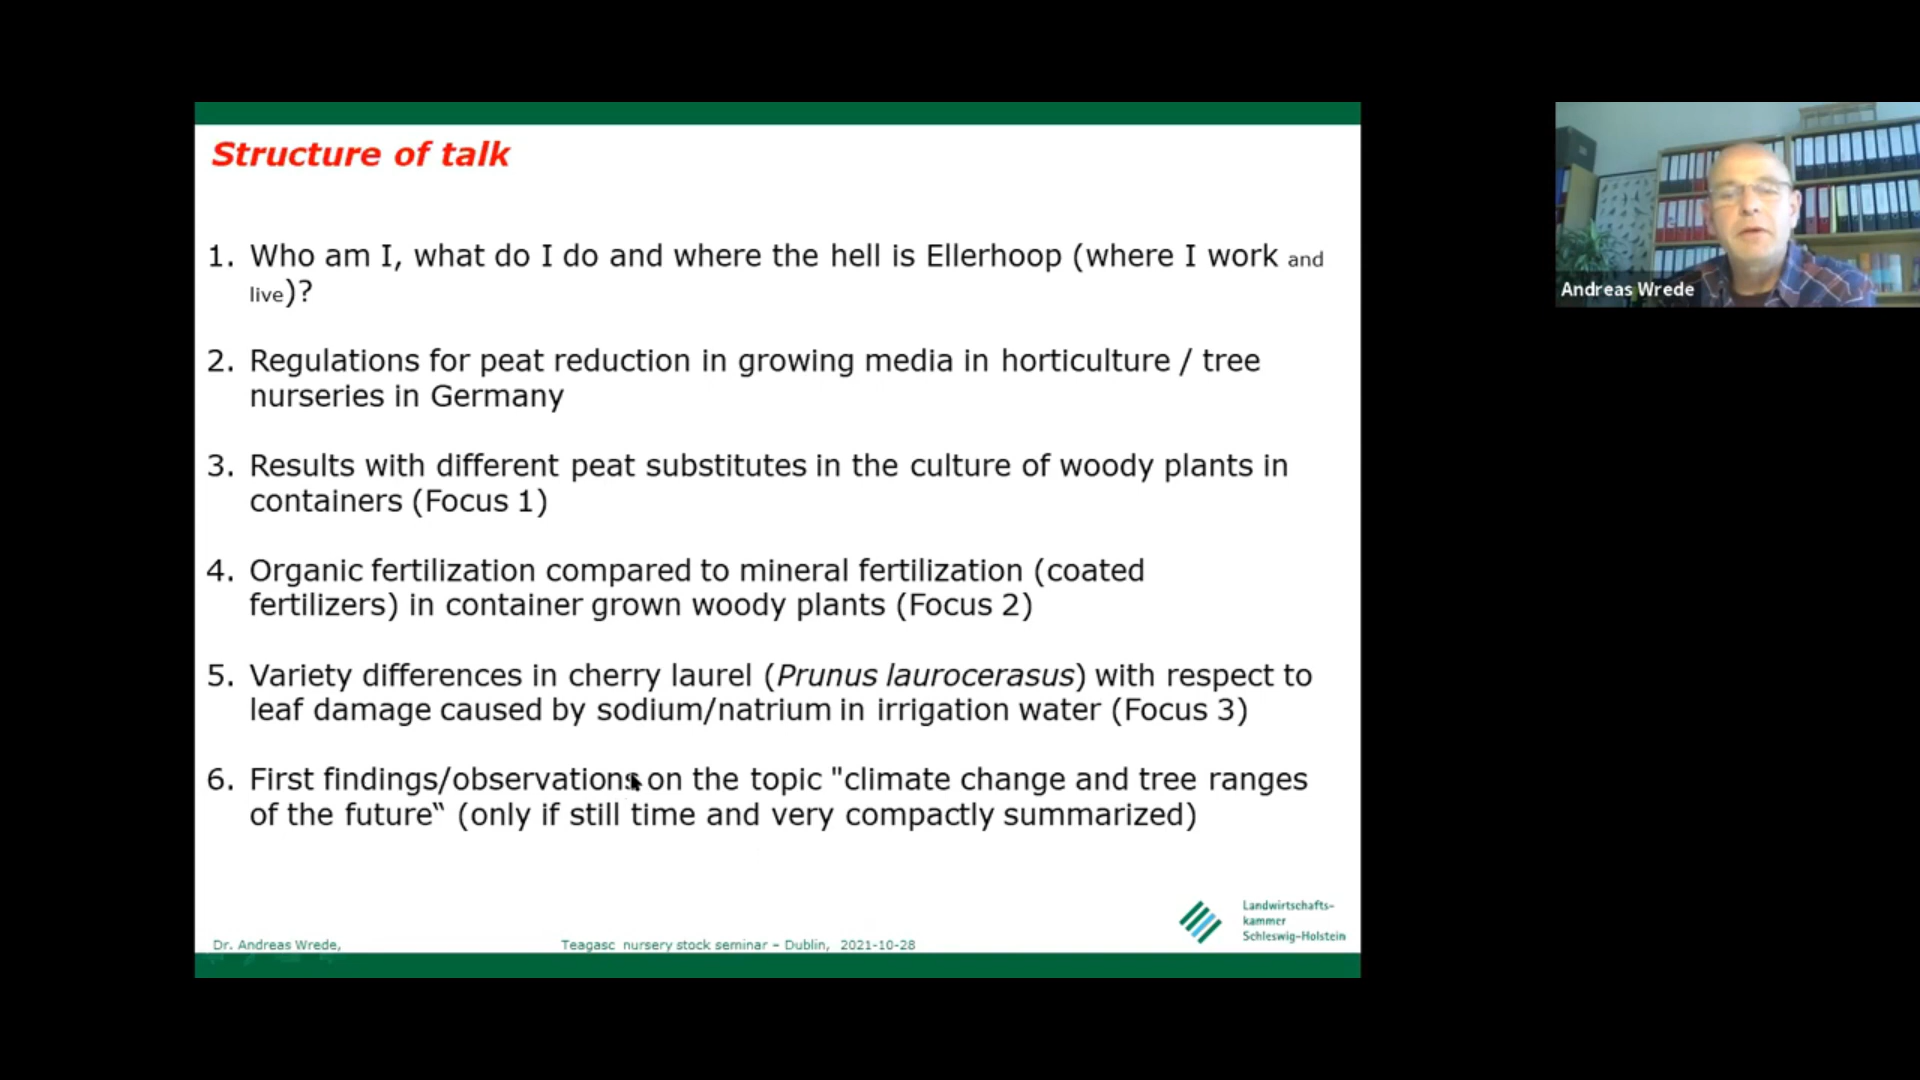 Structure of talk
1. Who am I, what do I do and where the hell is Ellerhoop (where I work and
live)?
2. Regulations for peat reduction in growing media in horticulture / tree
nurseries in Germany
3. Results with different peat substitutes in the culture of woody plants in
containers (Focus 1)
4. Organic fertilization compared to mineral fertilization (coated
fertilizers) in container grown woody plants (Focus 2)
5. Variety differences in cherry laurel (Prunus laurocerasus) with respect to
leaf damage caused by sodium/natrium in irrigation water (Focus 3)
6. First findings/observations on the topic "climate change and tree ranges
of the future‟ (only if still time and very compactly summarized)
Dr. Andreas Wrede,
Teagasc nursery stock seminar – Dublin, 2021-10-28
Landwirtschafts-
kammer
Schleswig-Holstein
Andreas Wrede